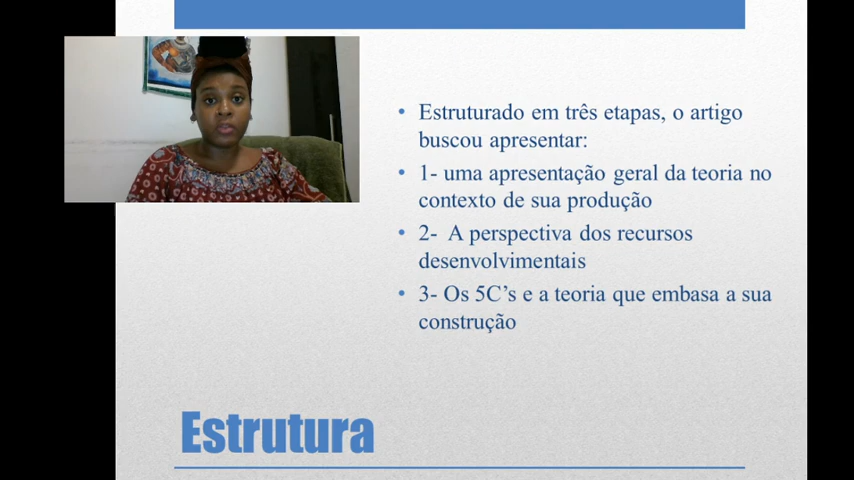 • Estruturado em três etapas, o artigo
buscou apresentar:
• 1- uma apresentação geral da teoria no
contexto de sua produção
• 2- A perspectiva dos recursos
desenvolvimentais
• 3- Os 5C’s e a teoria que embasa a sua
construção
Estrutura